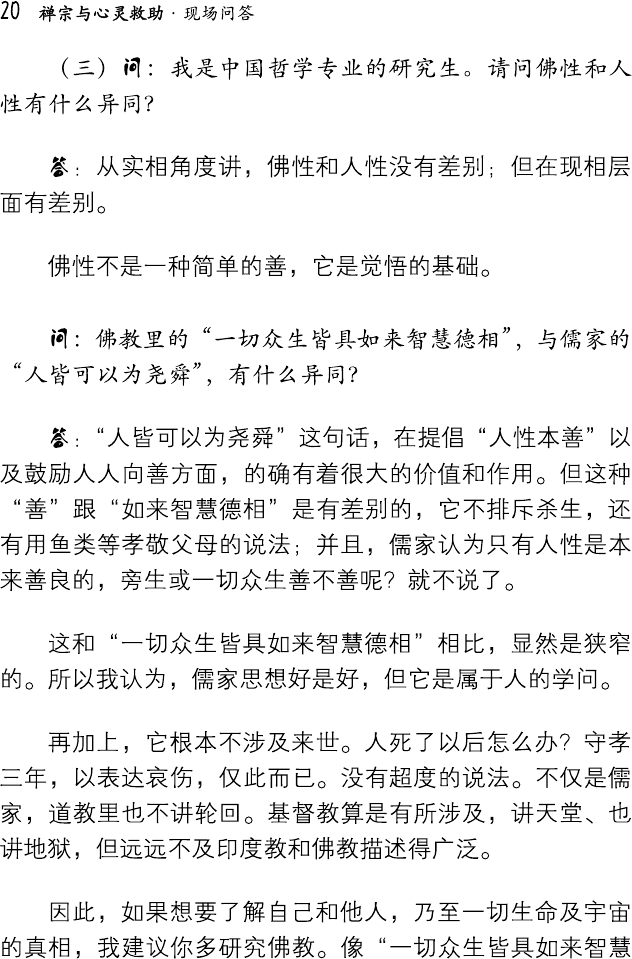 20 禅宗与心灵救助·现场问答
（三）问：我是中国哲学专业的研究生。请问佛性和人
性有什么异同？
答：从实相角度讲，佛性和人性没有差别；但在现相层
面有差别。
佛性不是一种简单的善，它是觉悟的基础。
问：佛教里的“一切众生皆具如来智慧德相”，与儒家的
“人皆可以为尧舜”，有什么异同？
答：“人皆可以为尧舜”这句话，在提倡“人性本善”以
及鼓励人人向善方面，的确有着很大的价值和作用。但这种
“善”跟“如来智慧德相”是有差别的，它不排斥杀生，还
有用鱼类等孝敬父母的说法；并且，儒家认为只有人性是本
来善良的，旁生或一切众生善不善呢？就不说了。
这和“一切众生皆具如来智慧德相”相比，显然是狭窄
的。所以我认为，儒家思想好是好，但它是属于人的学问。
再加上，它根本不涉及来世。人死了以后怎么办？守孝
三年，以表达哀伤，仅此而已。没有超度的说法。不仅是儒
家，道教里也不讲轮回。基督教算是有所涉及，讲天堂、也
讲地狱，但远远不及印度教和佛教描述得广泛。
因此，如果想要了解自己和他人，乃至一切生命及宇宙
的真相，我建议你多研究佛教。像“一切众生皆具如来智慧